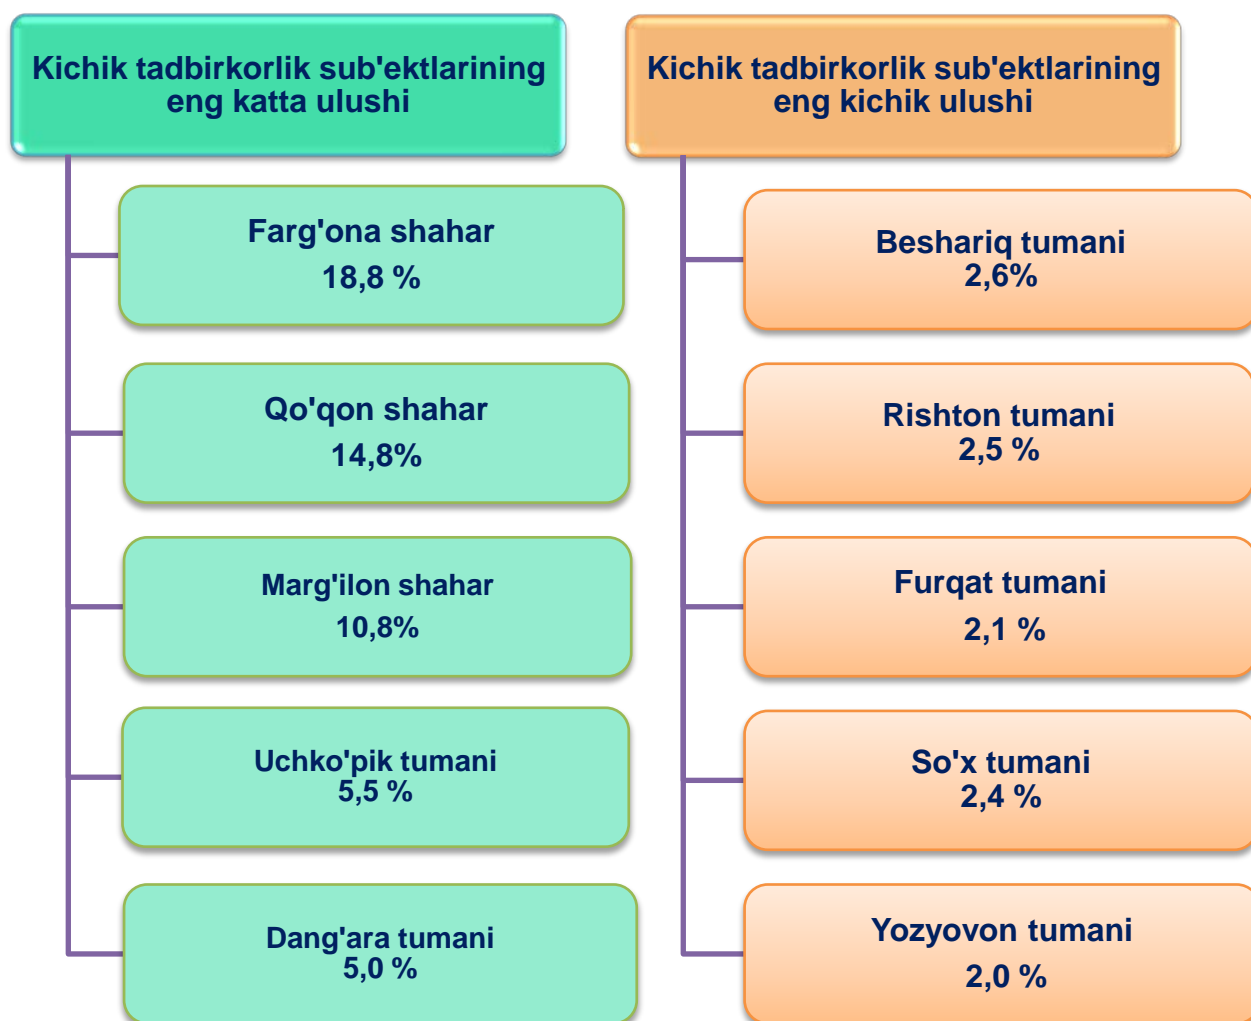 Kichik tadbirkorlik sub'ektlarining
eng katta ulushi
Farg'ona shahar
18,8 %
Qo'qon shahar
14,8%
Marg'ilon shahar
10,8%
Uchko'pik tumani
5,5 %
Dang'ara tumani
5,0 %
Kichik tadbirkorlik sub'ektlarining
eng kichik ulushi
Beshariq tumani
2,6%
Rishton tumani
2,5 %
Furqat tumani
2,1 %
So'x tumani
2,4 %
Yozyovon tumani
2,0 %